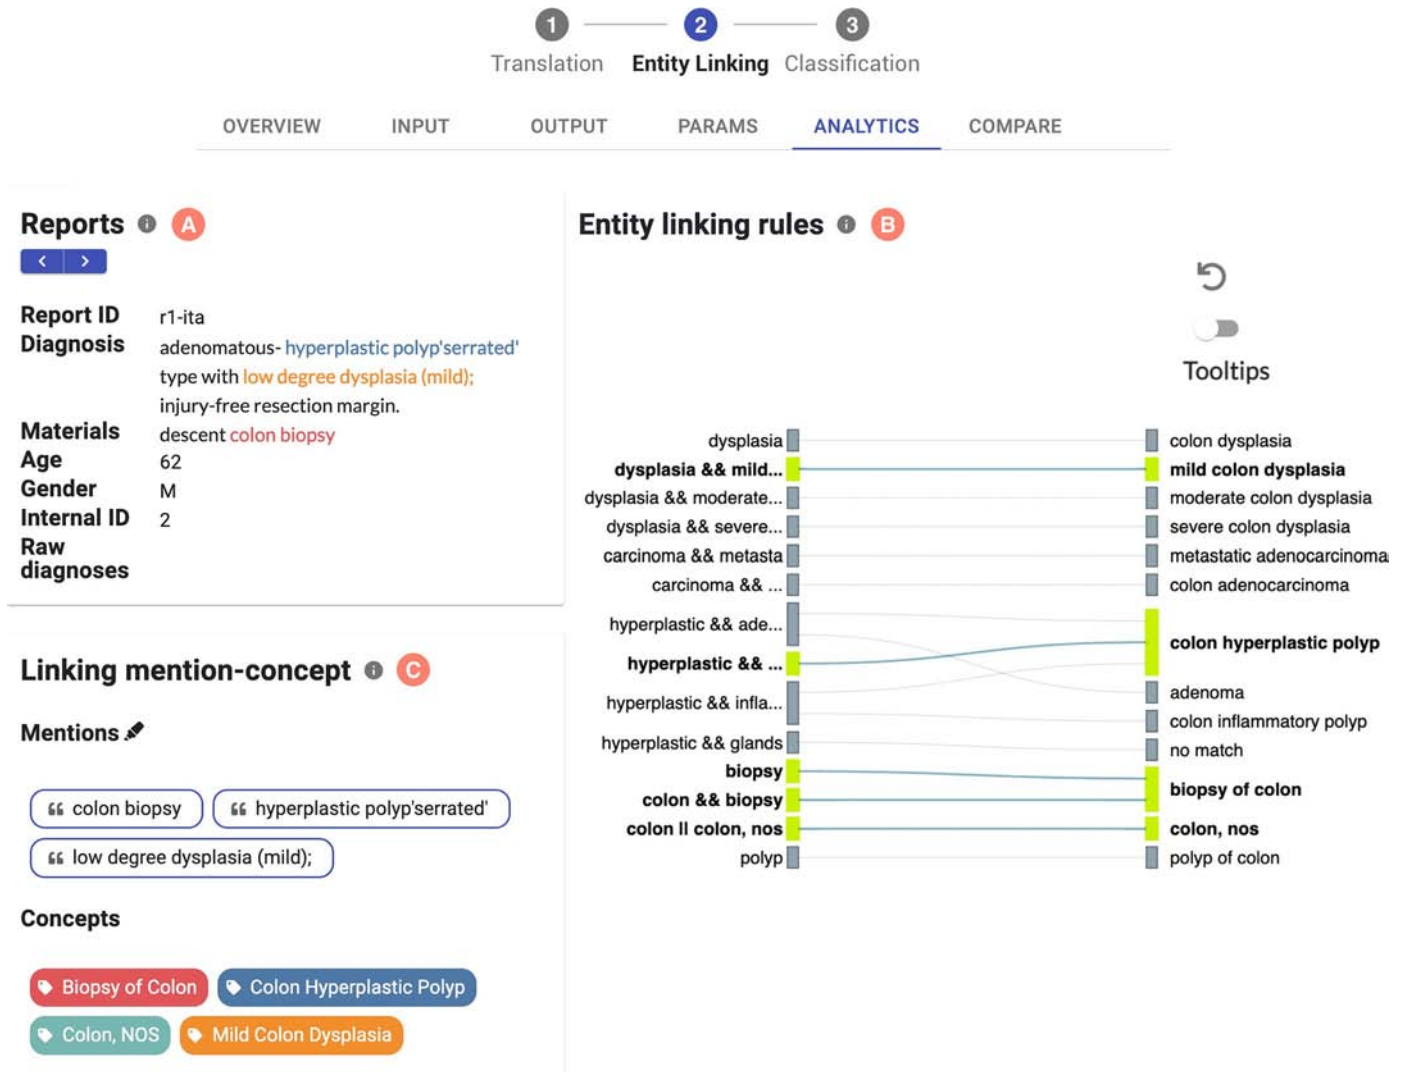 1 2 3
Translation Entity Linking Classification
OVERVIEW INPUT OUTPUT PARAMS ANALYTICS COMPARE
Reports i A
Report ID r1-ita
Diagnosis adenomatous- hyperplastic polyp'serrated'
type with low degree dysplasia (mild);
injury-free resection margin.
Materials descent colon biopsy
Age 62
Gender M
Internal ID 2
Raw
diagnoses
Linking mention-concept i C
Mentions
colon biopsy
hyperplastic polyp'serrated'
low degree dysplasia (mild);
Concepts
Biopsy of Colon
Colon Hyperplastic Polyp
Colon, NOS
Mild Colon Dysplasia
Entity linking rules i B
Tooltips
dysplasia
dysplasia && mild...
dysplasia && moderate...
dysplasia && severe...
carcinoma && metasta
carcinoma && ...
hyperplastic && ade...
hyperplastic && ...
hyperplastic && infla...
hyperplastic && glands
biopsy
colon && biopsy
colon ll colon, nos
polyp
colon dysplasia
mild colon dysplasia
moderate colon dysplasia
severe colon dysplasia
metastatic adenocarcinoma
colon adenocarcinoma
colon hyperplastic polyp
adenoma
colon inflammatory polyp
no match
biopsy of colon
colon, nos
polyp of colon